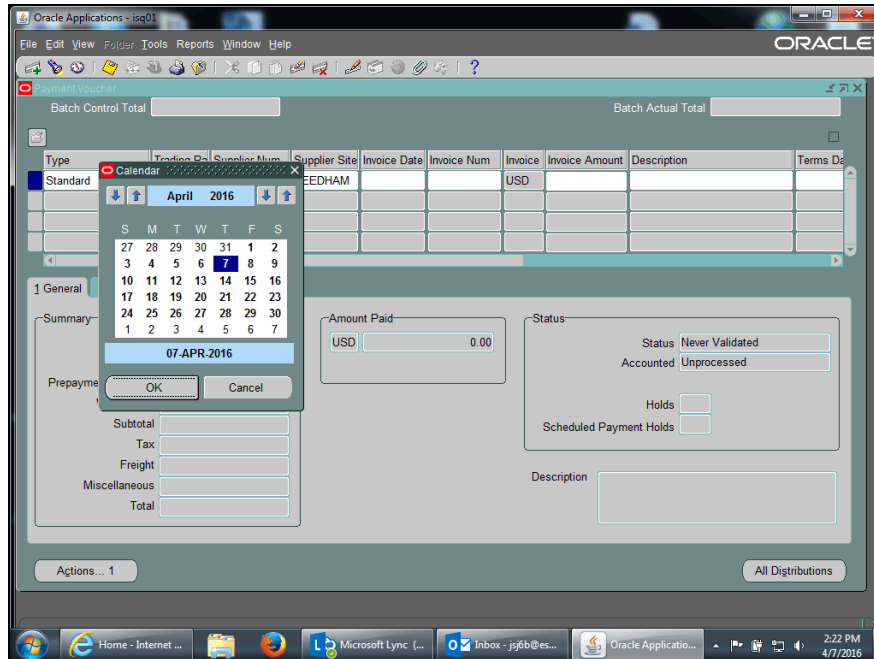 Oracle Applications - isq01
File Edit View Folder Tools Reports Window Help
ORACLE
Payment Voucher
Batch Control Total
Batch Actual Total
Type Trading Pa Supplier Num Supplier Site Invoice Date Invoice Num Invoice Invoice Amount Description Terms Da
Standard EEDHAM USD
Calendar
April 2016
S M T W T F S
27 28 29 30 31 1 2
3 4 5 6 7 8 9
10 11 12 13 14 15 16
17 18 19 20 21 22 23
24 25 26 27 28 29 30
1 2 3 4 5 6 7
07-APR-2016
OK Cancel
1 General
Summary
Prepayme
Subtotal
Tax
Freight
Miscellaneous
Total
Amount Paid
USD 0.00
Status
Status Never Validated
Accounted Unprocessed
Holds
Scheduled Payment Holds
Description
Actions... 1
All Distributions
Home - Internet ...
Microsoft Lync (...
Inbox - jsj6b@es...
Oracle Applicatio...
2:22 PM
4/7/2016